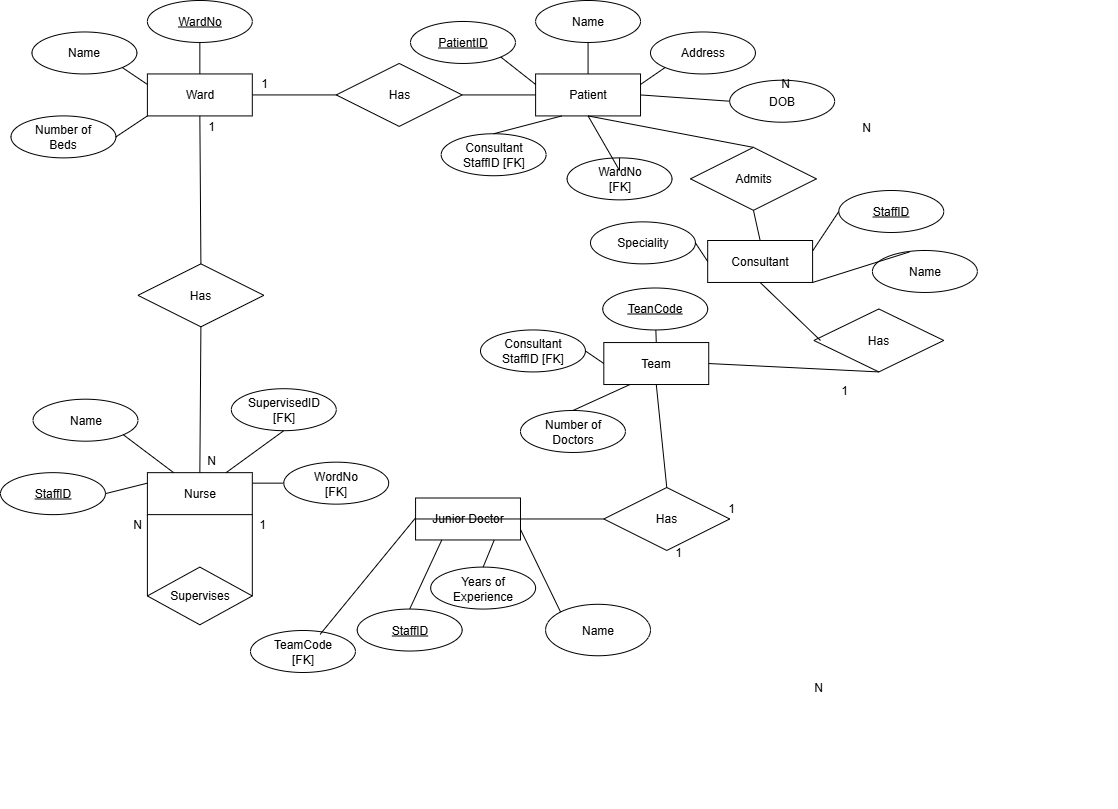 WardNo
Name
PatientID
Name
Address
1
N
Ward
Has
Patient
DOB
Number of
Beds
1
N
Consultant
StaffID [FK]
WardNo
[FK]
Admits
StaffID
Speciality
Consultant
Name
Has
TeanCode
Has
Consultant
StaffID [FK]
Team
1
SupervisedID
[FK]
Name
Number of
Doctors
N
WordNo
[FK]
StaffID
Nurse
N
1
Junior Doctor
Has
1
1
Supervises
Years of
Experience
TeamCode
[FK]
StaffID
Name
N